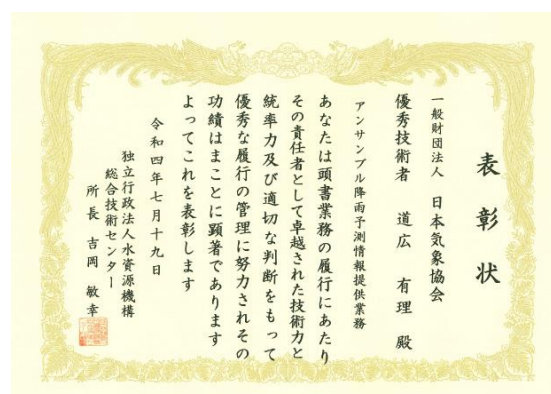 表彰状
一般財団法人 日本気象協会
優秀技術者 道広 有理 殿
アンサンブル降雨予測情報提供業務
あなたは頭書業務の履行にあたり
その責任者として卓越された技術力と
統率力及び適切な判断をもって
優秀な履行の管理に努力されその
功績はまことに顕著であります
よってこれを表彰します
令和四年七月十九日
独立行政法人水資源機構
総合技術センター
所長 吉岡 敏幸